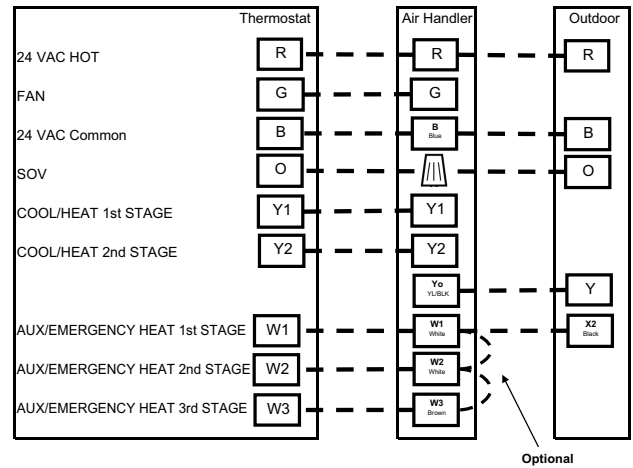 Thermostat Air Handler Outdoor
24 VAC HOT R R R
FAN G G
24 VAC Common B B B
Blue
SOV O O
COOL/HEAT 1st STAGE Y1 Y1
COOL/HEAT 2nd STAGE Y2 Y2
Yo Y
YL/BLK
AUX/EMERGENCY HEAT 1st STAGE W1 W1 X2
White Black
AUX/EMERGENCY HEAT 2nd STAGE W2 W2
White
AUX/EMERGENCY HEAT 3rd STAGE W3 W3
Brown
Optional